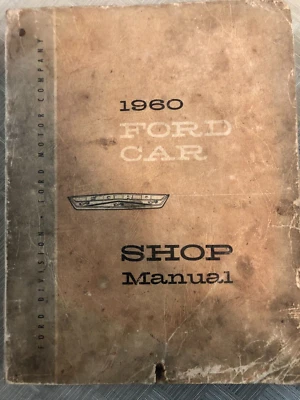 1960
FORD
CAR
SHOP
Manual
FORD DIVISION - FORD MOTOR COMPANY